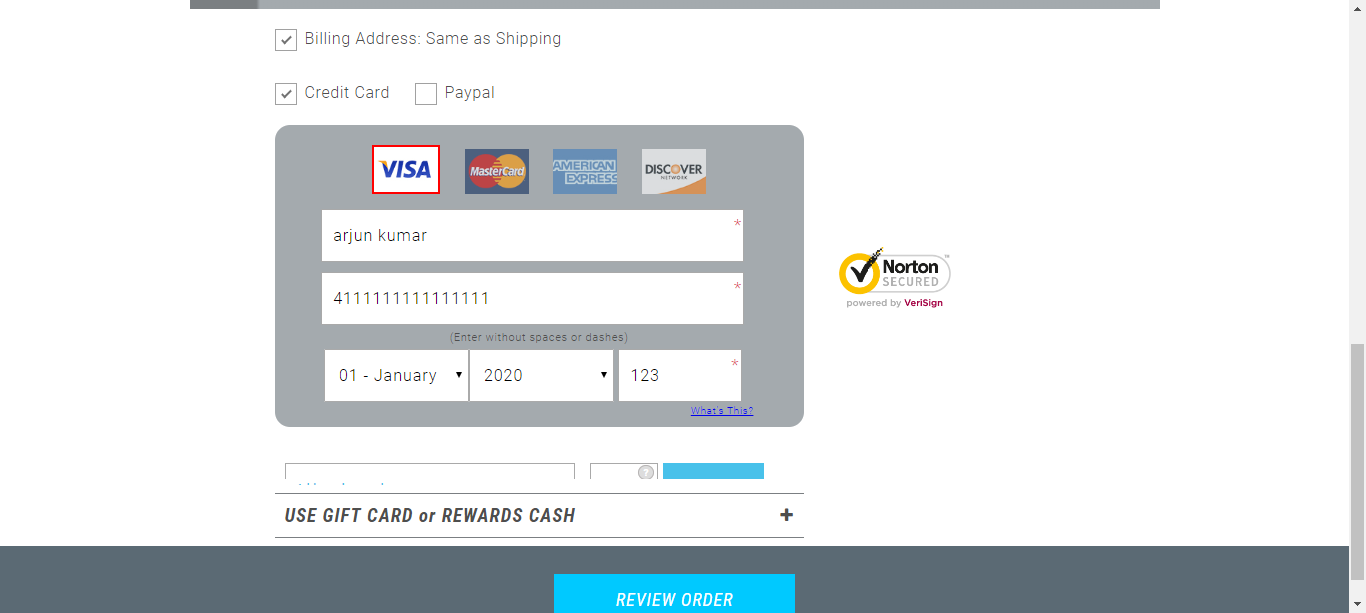 Billing Address: Same as Shipping
Credit Card Paypal
VISA MasterCard AMERICAN EXPRESS DISCOVER NETWORK
arjun kumar *
4111111111111111 *
(Enter without spaces or dashes)
01 - January 2020 123 *
What's This?
Norton
SECURED
™
powered by VeriSign
?
USE GIFT CARD or REWARDS CASH +
REVIEW ORDER